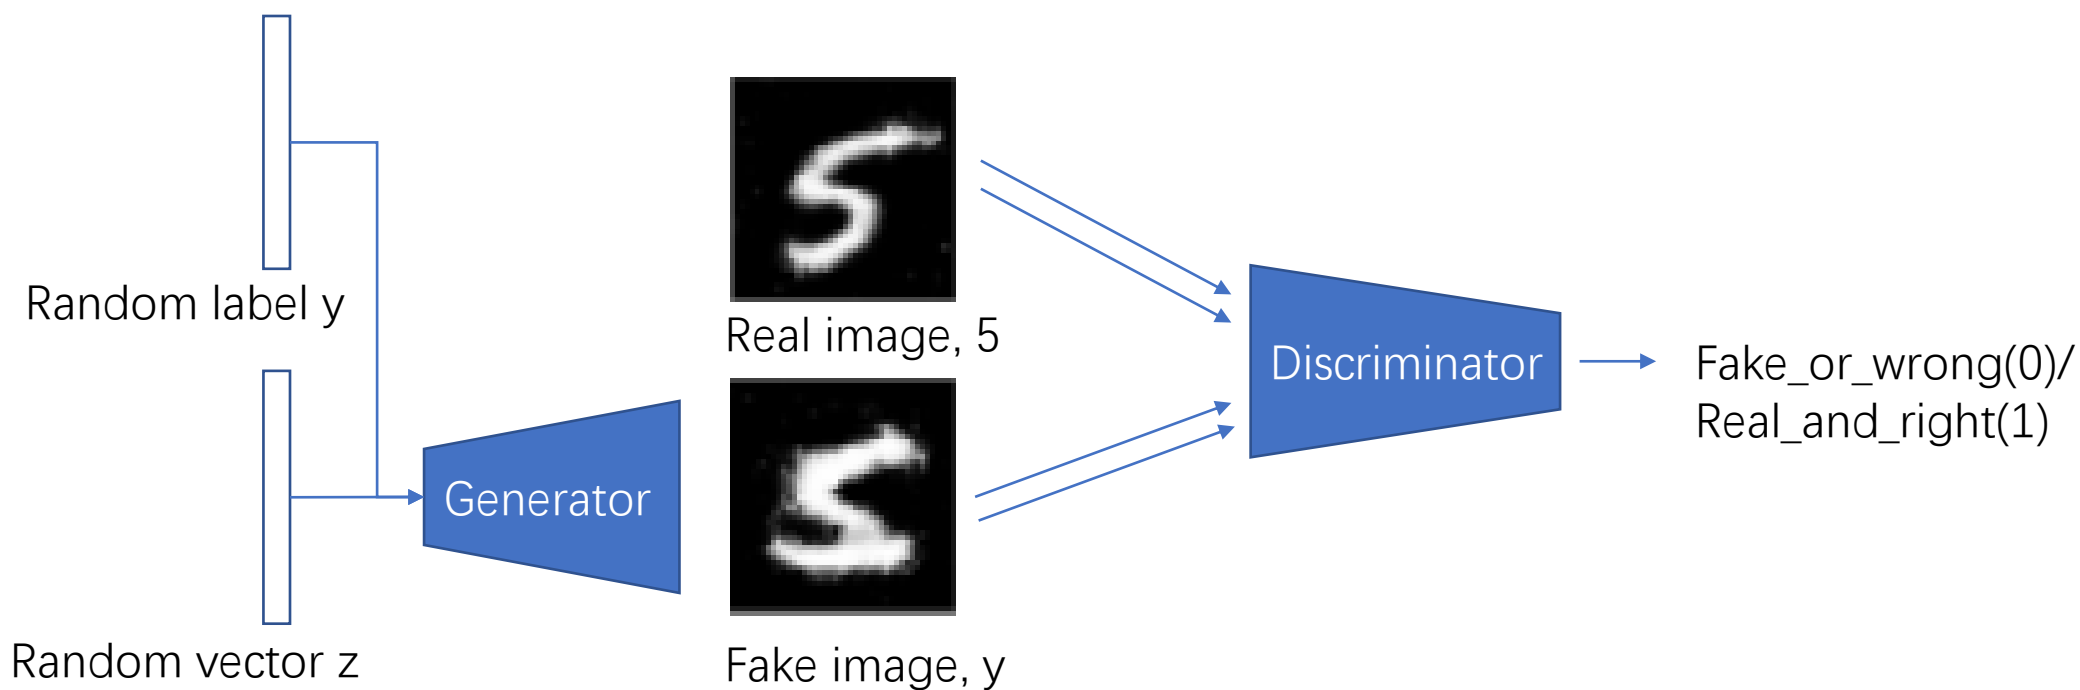 Random label y
Random vector z
Generator
Real image, 5
Fake image, y
Discriminator
Fake_or_wrong(0)/
Real_and_right(1)